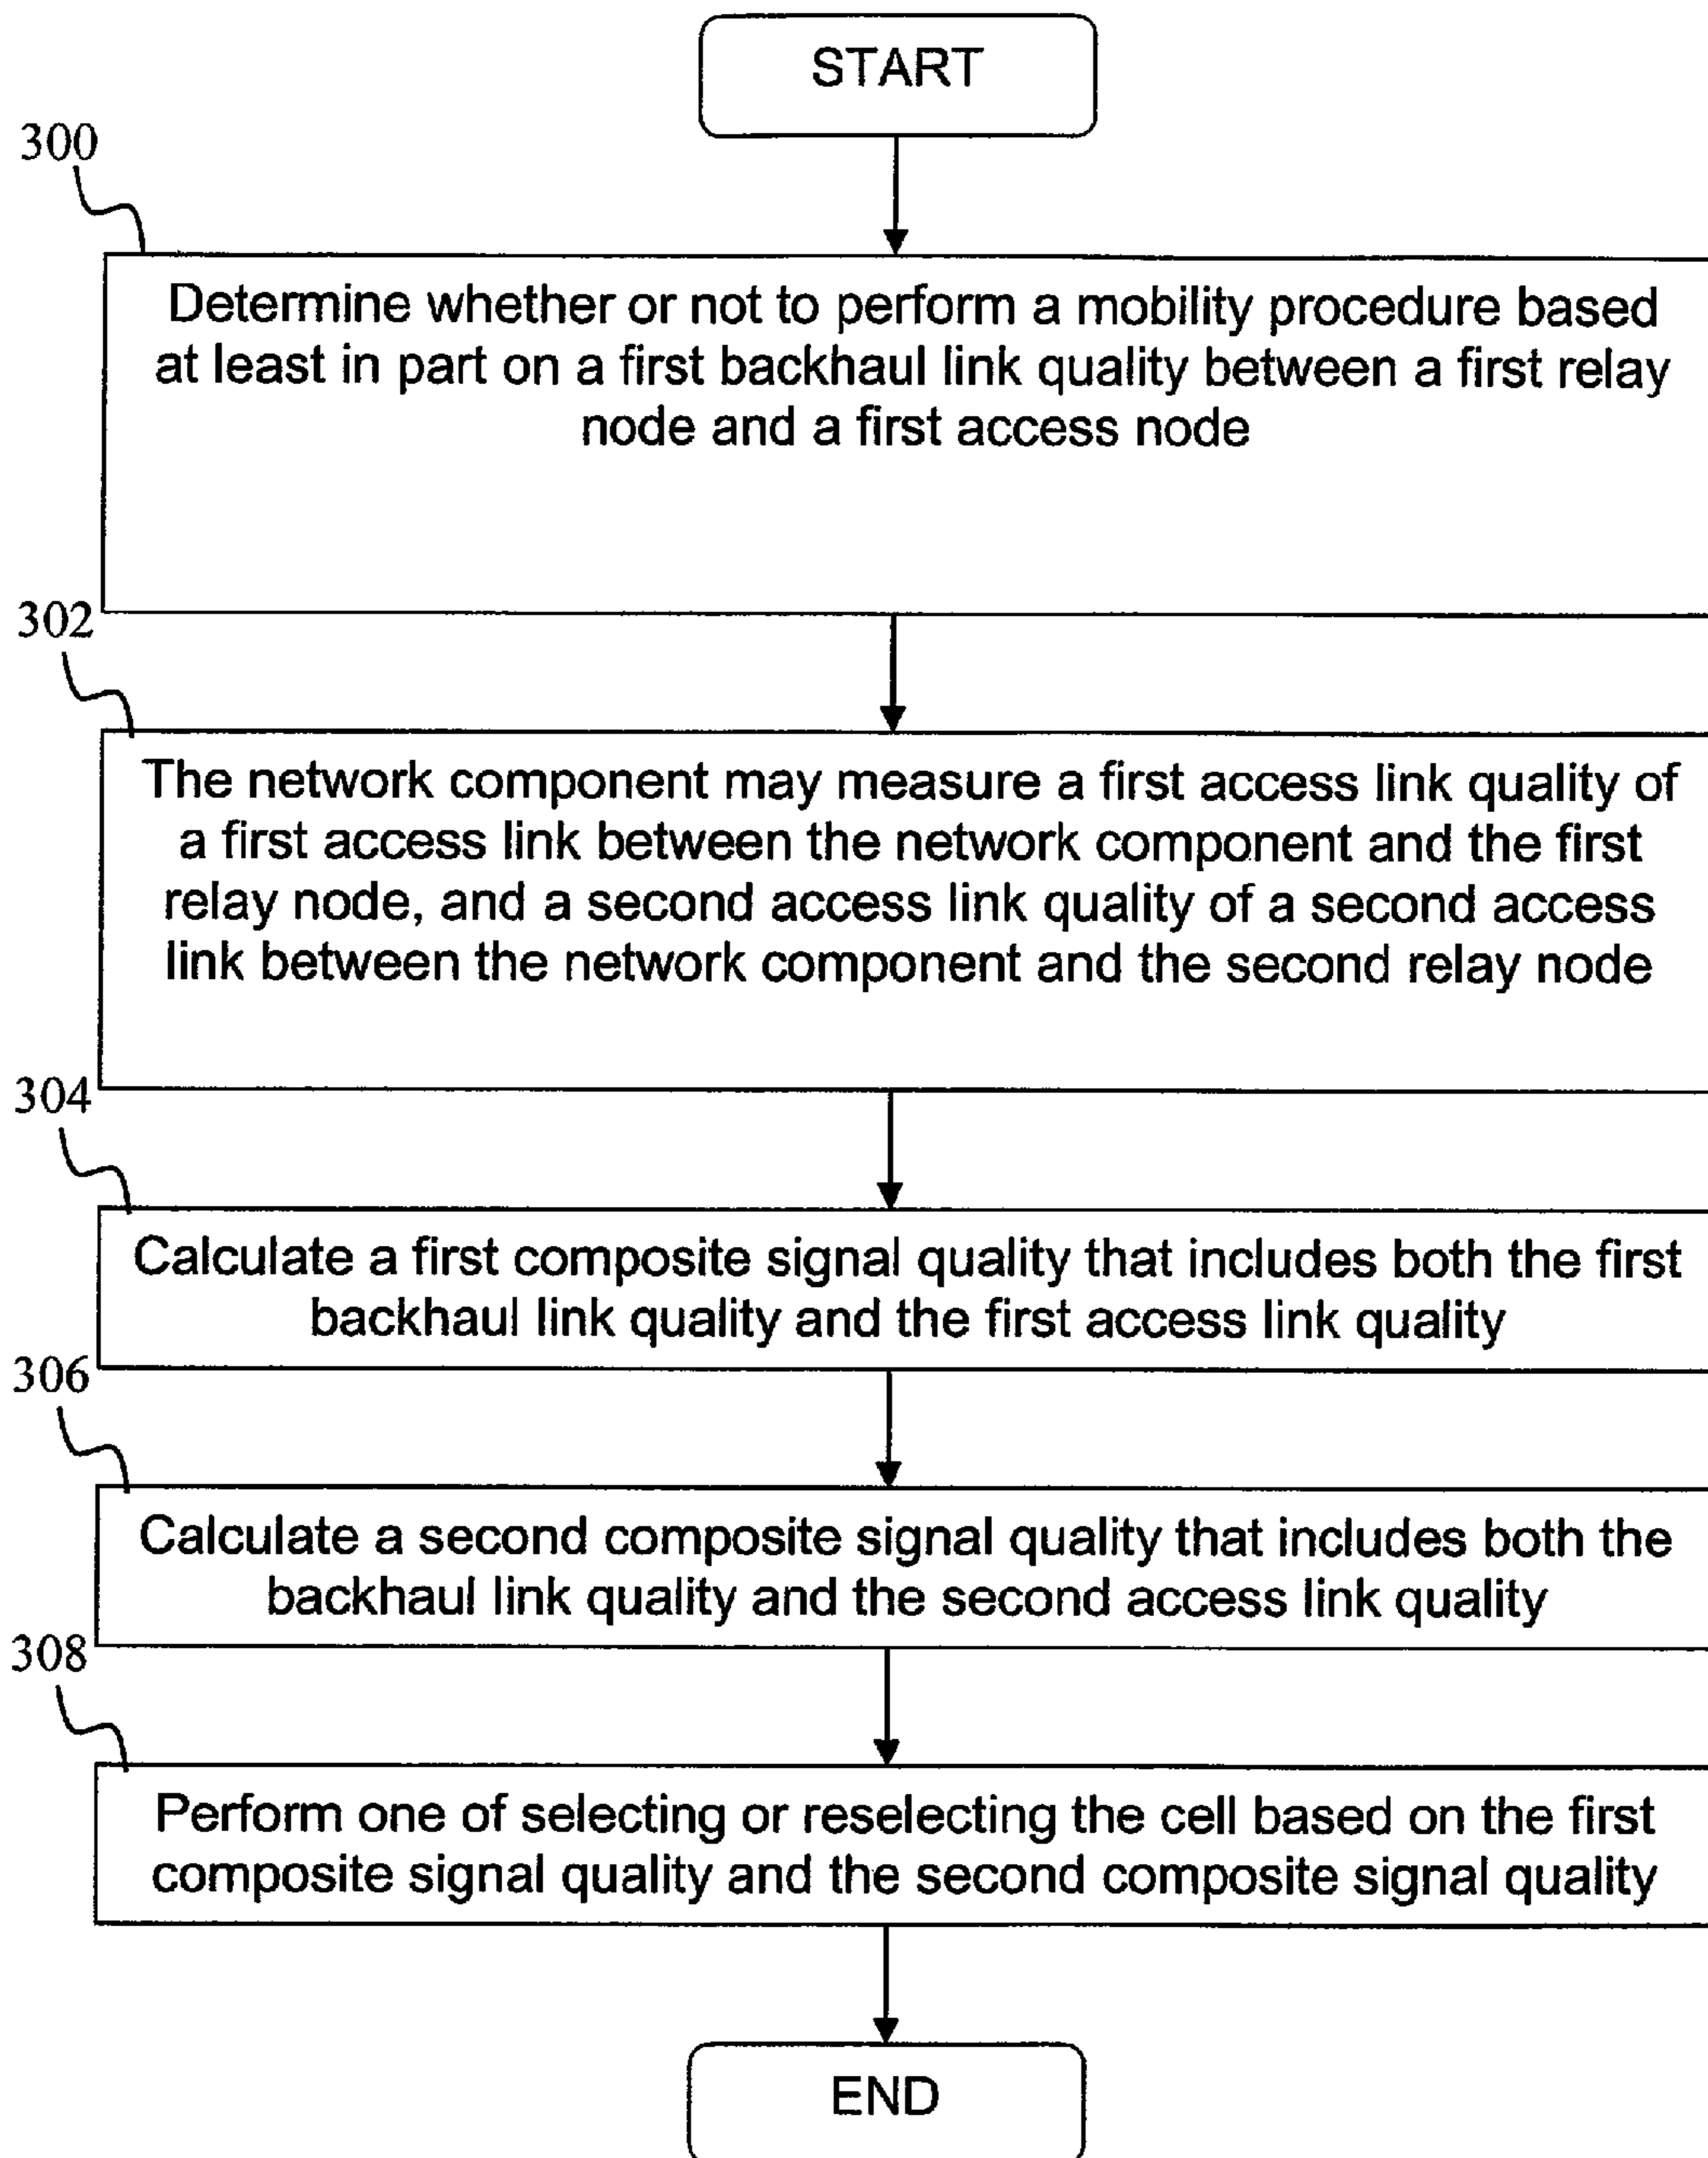 START
300
Determine whether or not to perform a mobility procedure based
at least in part on a first backhaul link quality between a first relay
node and a first access node
302
The network component may measure a first access link quality of
a first access link between the network component and the first
relay node, and a second access link quality of a second access
link between the network component and the second relay node
304
Calculate a first composite signal quality that includes both the first
backhaul link quality and the first access link quality
306
Calculate a second composite signal quality that includes both the
backhaul link quality and the second access link quality
308
Perform one of selecting or reselecting the cell based on the first
composite signal quality and the second composite signal quality
END